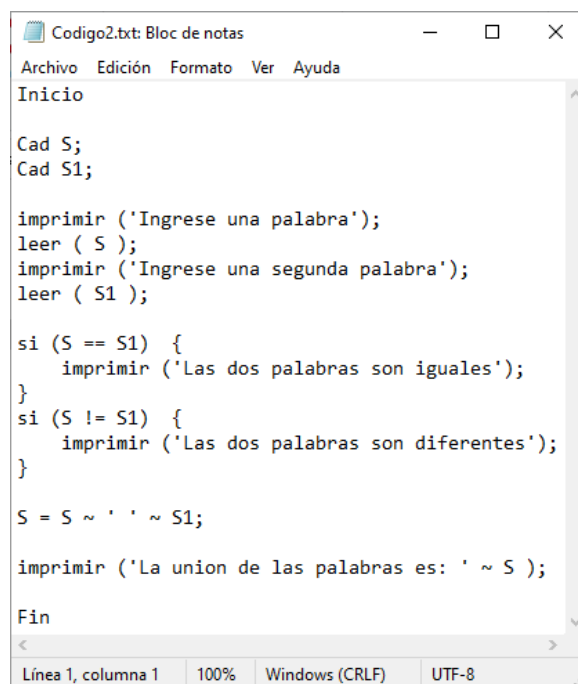 Codigo2.txt: Bloc de notas
Archivo Edición Formato Ver Ayuda
Inicio
Cad S;
Cad S1;
imprimir ('Ingrese una palabra');
leer ( S );
imprimir ('Ingrese una segunda palabra');
leer ( S1 );
si (S == S1)  {
    imprimir ('Las dos palabras son iguales');
}
si (S != S1)  {
    imprimir ('Las dos palabras son diferentes');
}
S = S ~ ' ' ~ S1;
imprimir ('La union de las palabras es: ' ~ S );
Fin
Línea 1, columna 1 100% Windows (CRLF) UTF-8